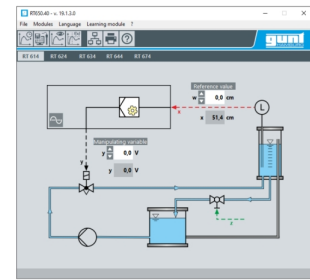 RT650.40 - v. 19.1.3.0
File Modules Language Learning module ?
gunt
RT 614 RT 624 RT 634 RT 644 RT 674
Reference value
w 0,0 cm
x
L
x 51,4 cm
Manipulating variable
y 0,0 V
y
y 0,0 V
z